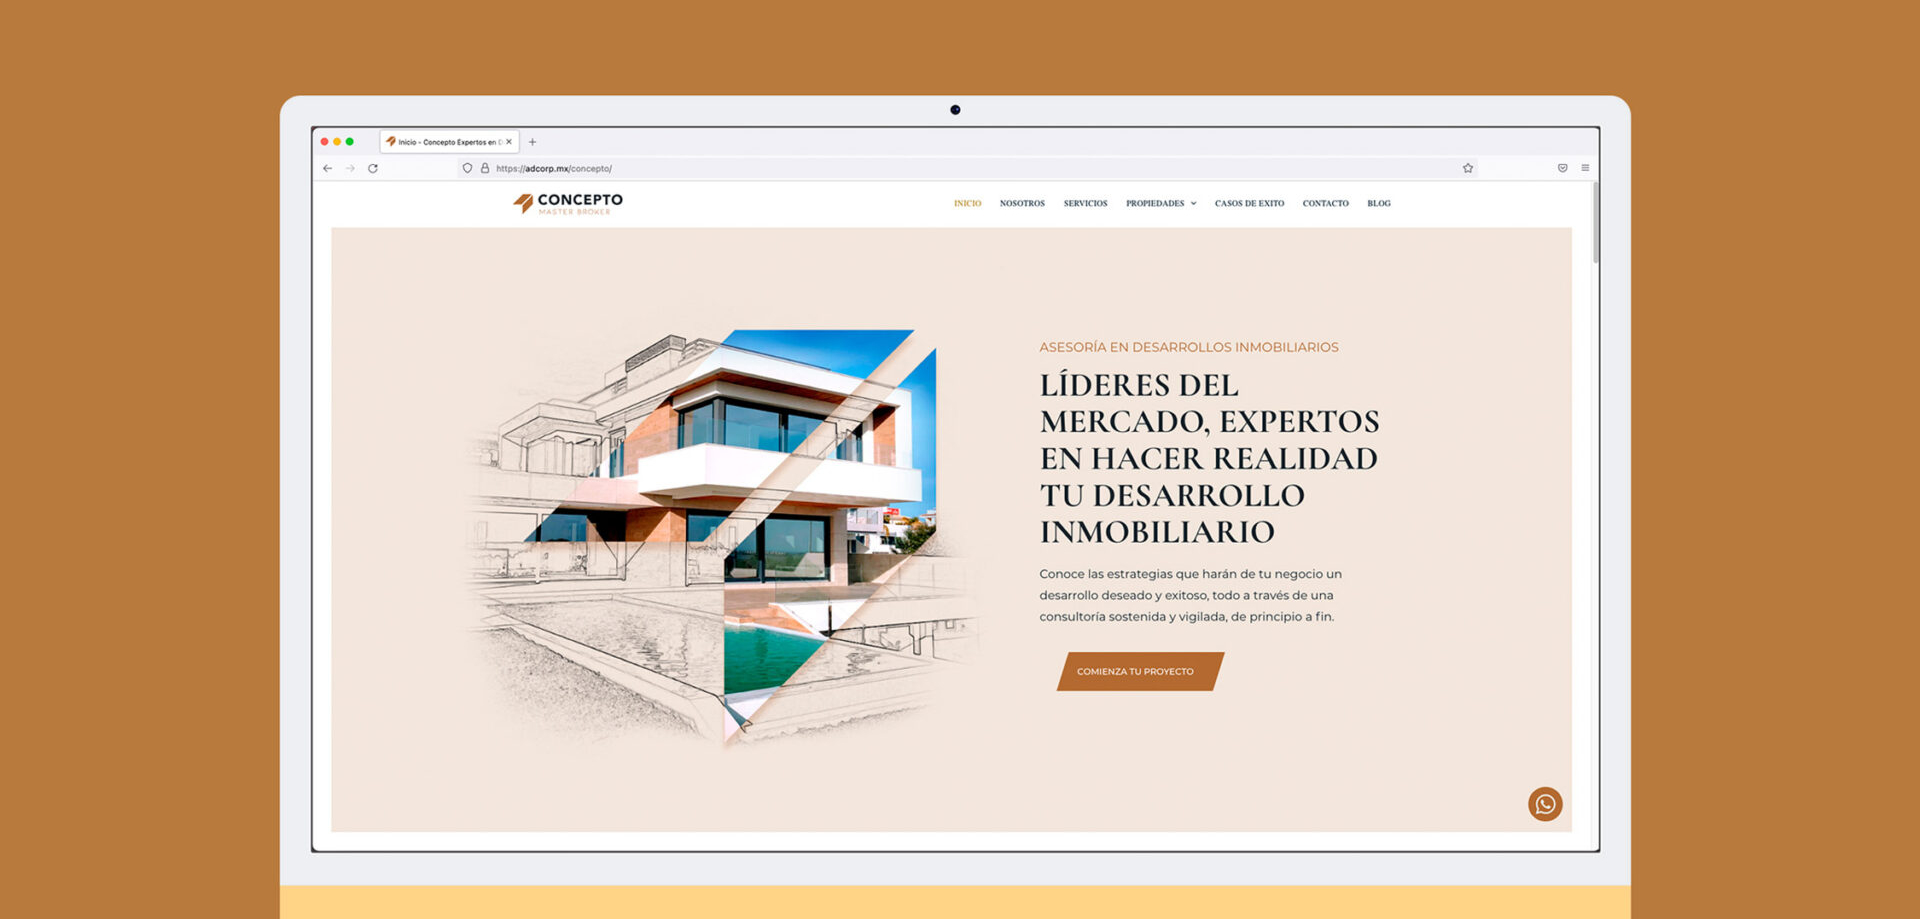 Inicio - Concepto Expertos en D
https://adcorp.mx/concepto/
CONCEPTO
MASTER BROKER
INICIO NOSOTROS SERVICIOS PROPIEDADES CASOS DE EXITO CONTACTO BLOG
ASESORÍA EN DESARROLLOS INMOBILIARIOS
LÍDERES DEL
MERCADO, EXPERTOS
EN HACER REALIDAD
TU DESARROLLO
INMOBILIARIO
Conoce las estrategias que harán de tu negocio un
desarrollo deseado y exitoso, todo a través de una
consultoría sostenida y vigilada, de principio a fin.
COMIENZA TU PROYECTO